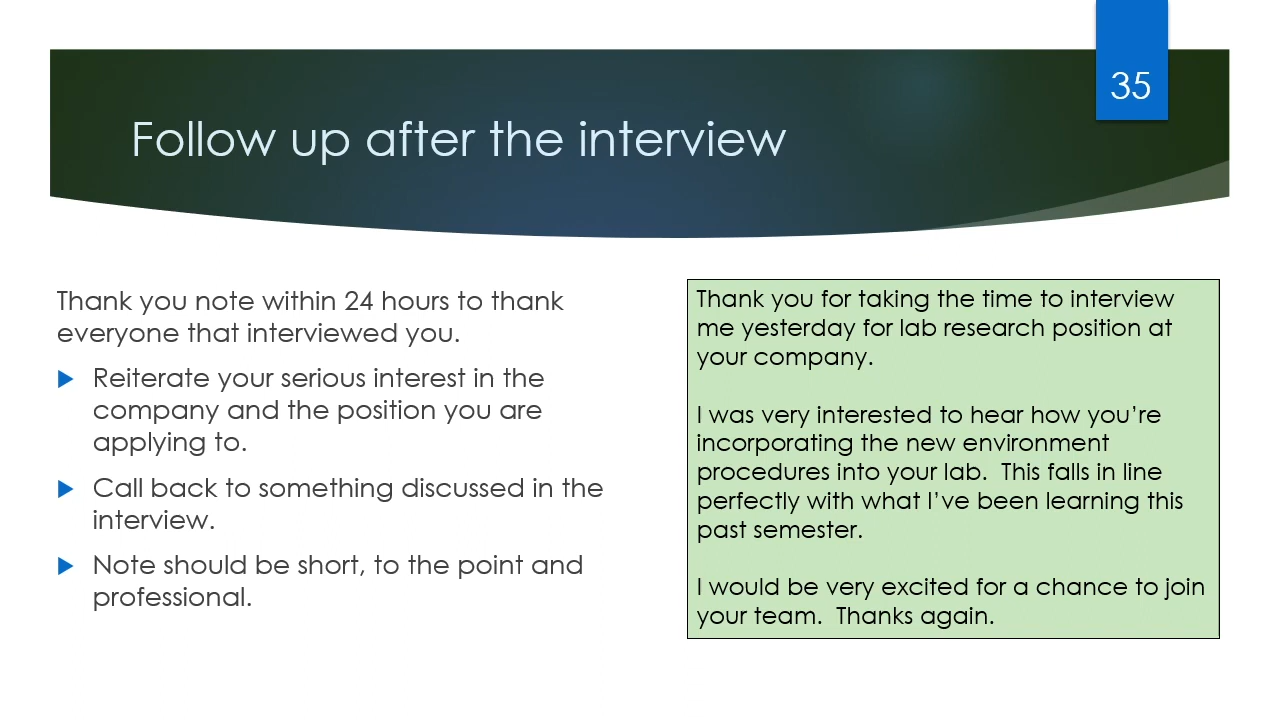 35
Follow up after the interview
Thank you note within 24 hours to thank
everyone that interviewed you.
Reiterate your serious interest in the
company and the position you are
applying to.
Call back to something discussed in the
interview.
Note should be short, to the point and
professional.
Thank you for taking the time to interview
me yesterday for lab research position at
your company.
I was very interested to hear how you’re
incorporating the new environment
procedures into your lab.  This falls in line
perfectly with what I’ve been learning this
past semester.
I would be very excited for a chance to join
your team.  Thanks again.